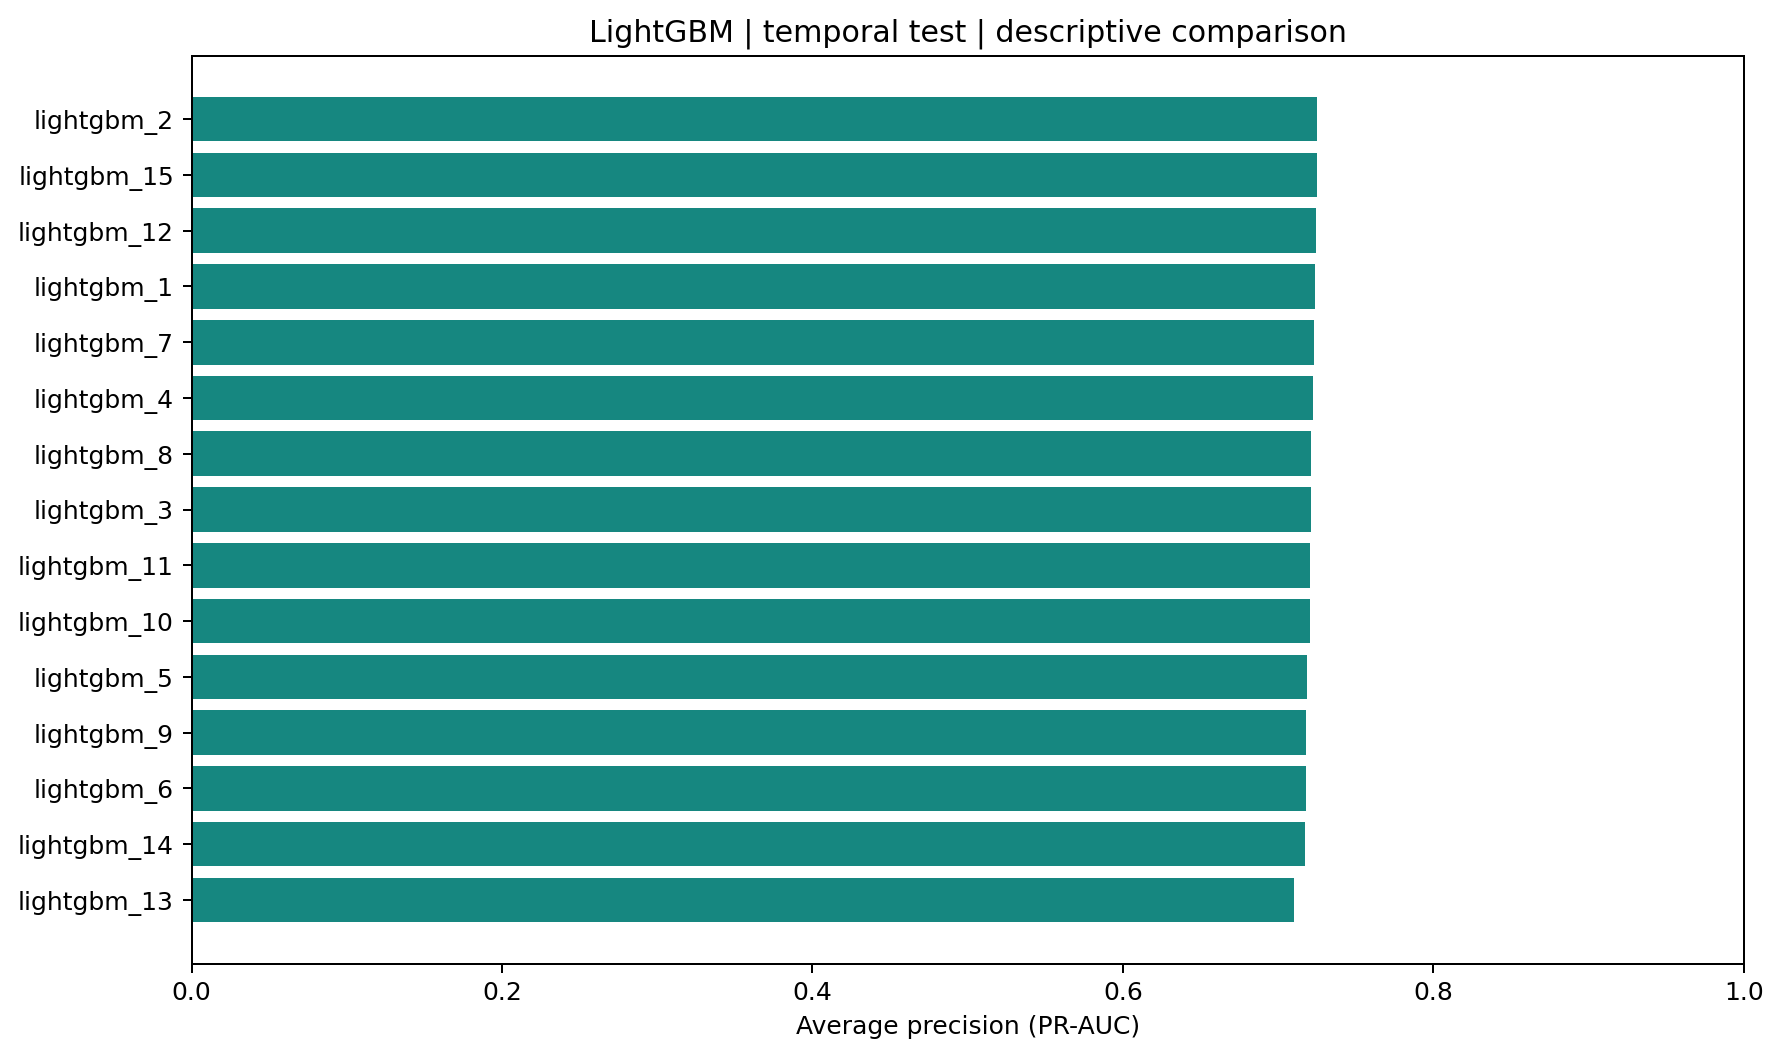 LightGBM | temporal test | descriptive comparison
lightgbm_2
lightgbm_15
lightgbm_12
lightgbm_1
lightgbm_7
lightgbm_4
lightgbm_8
lightgbm_3
lightgbm_11
lightgbm_10
lightgbm_5
lightgbm_9
lightgbm_6
lightgbm_14
lightgbm_13
0.0 0.2 0.4 0.6 0.8 1.0
Average precision (PR-AUC)